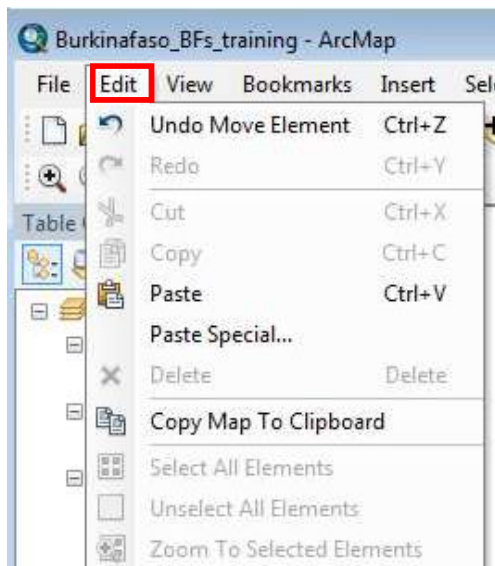 Burkinafaso_BFs_training - ArcMap
File Edit View Bookmarks Insert Sel
Undo Move Element Ctrl+Z
Redo Ctrl+Y
Cut Ctrl+X
Table
Copy Ctrl+C
Paste Ctrl+V
Paste Special...
Delete Delete
Copy Map To Clipboard
Select All Elements
Unselect All Elements
Zoom To Selected Elements